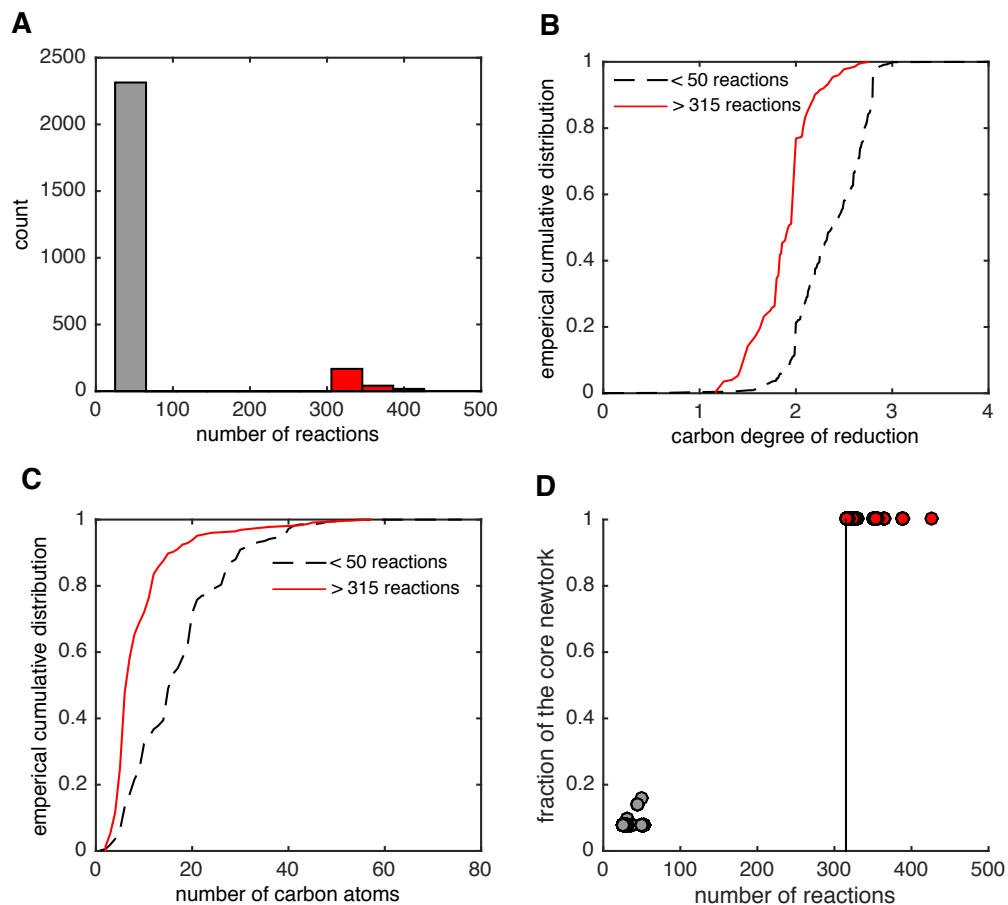 A
2500
2000
1500
1000
500
0
count
0 100 200 300 400 500
number of reactions
B
1
0.8
0.6
0.4
0.2
0
emperical cumulative distribution
< 50 reactions
> 315 reactions
0 1 2 3 4
carbon degree of reduction
C
1
0.8
0.6
0.4
0.2
0
emperical cumulative distribution
< 50 reactions
> 315 reactions
0 20 40 60 80
number of carbon atoms
D
1
0.8
0.6
0.4
0.2
0
fraction of the core newtork
0 100 200 300 400 500
number of reactions